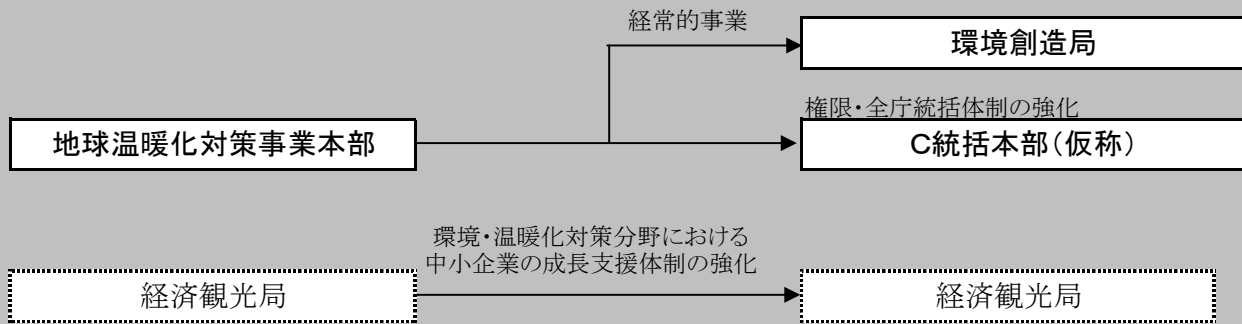 経常的事業
環境創造局
権限・全庁統括体制の強化
地球温暖化対策事業本部
C統括本部（仮称）
環境・温暖化対策分野における
中小企業の成長支援体制の強化
経済観光局
経済観光局